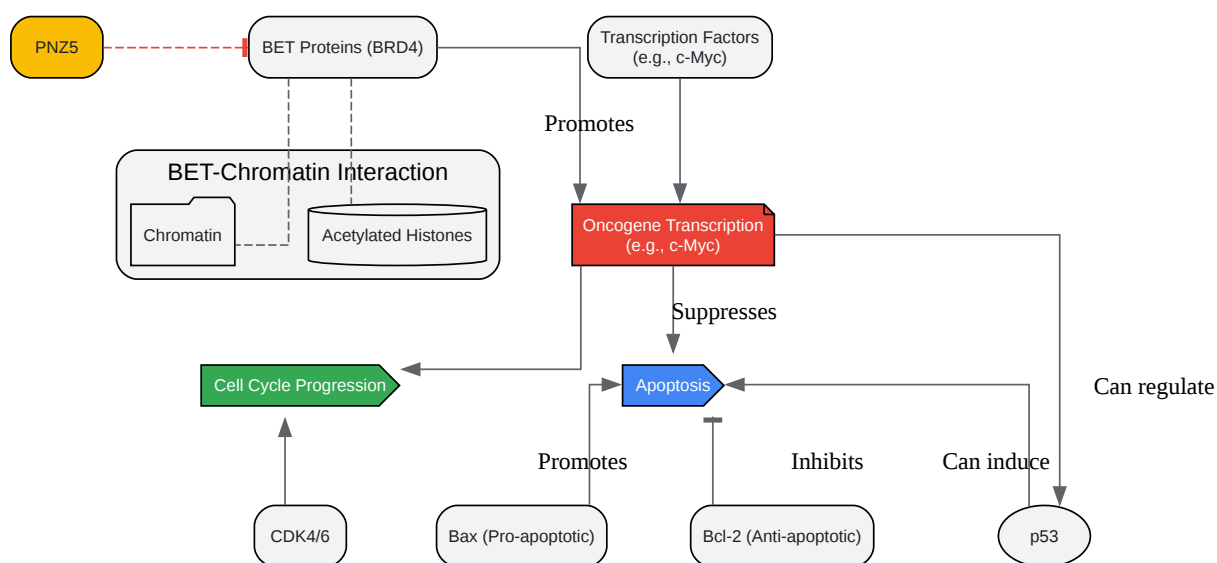 PNZ5
BET Proteins (BRD4)
Transcription Factors
(e.g., c-Myc)
Promotes
BET-Chromatin Interaction
Chromatin
Acetylated Histones
Oncogene Transcription
(e.g., c-Myc)
Suppresses
Cell Cycle Progression
Apoptosis
Can regulate
Promotes
Inhibits
Can induce
CDK4/6
Bax (Pro-apoptotic)
Bcl-2 (Anti-apoptotic)
p53